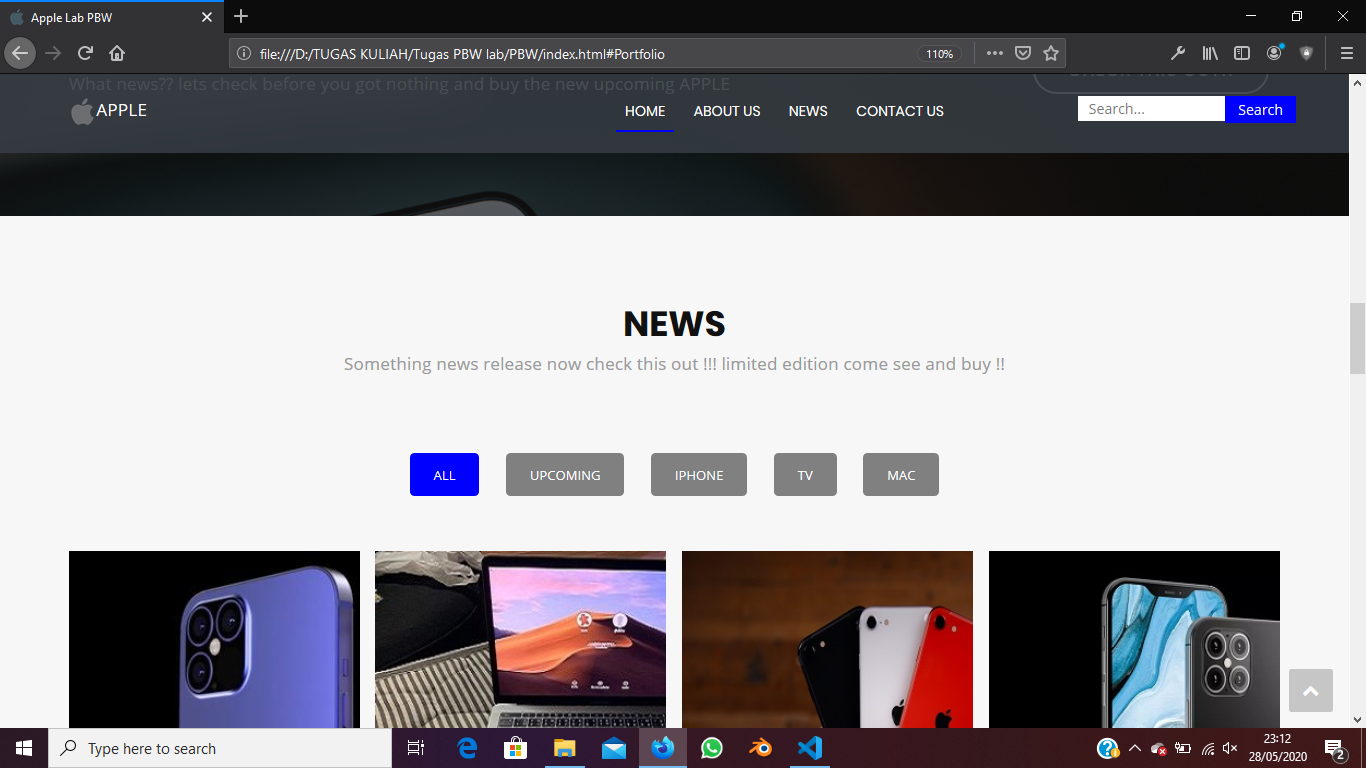 Apple Lab PBW
file:///D:/TUGAS KULIAH/Tugas PBW lab/PBW/index.html#Portfolio
110%
What news?? lets check before you got nothing and buy the new upcoming APPLE
APPLE
HOME
ABOUT US
NEWS
CONTACT US
Search...
Search
NEWS
Something news release now check this out !!! limited edition come see and buy !!
ALL
UPCOMING
IPHONE
TV
MAC
Type here to search
23:12
28/05/2020
2